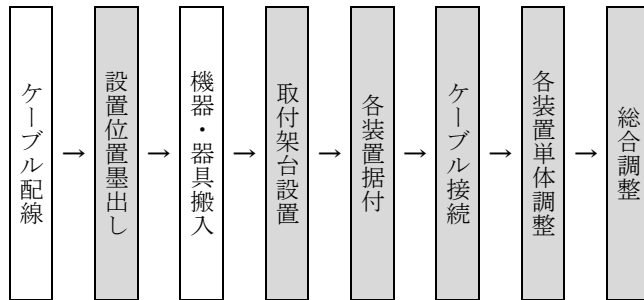 ケーブル配線
→
設置位置墨出し
→
機器・器具搬入
→
取付架台設置
→
各装置据付
→
ケーブル接続
→
各装置単体調整
→
総合調整